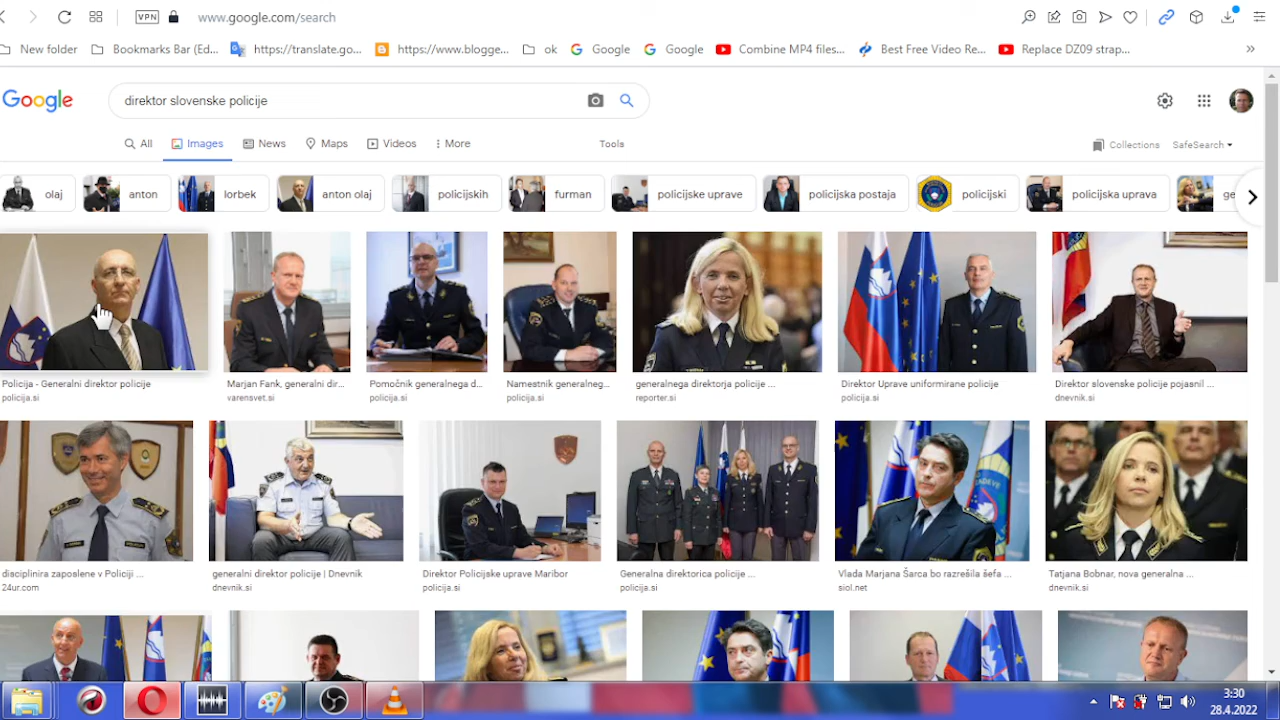 VPN www.google.com/search
New folder Bookmarks Bar (Ed... https://translate.go... https://www.blogge... ok Google Google Combine MP4 files... Best Free Video Re... Replace DZ09 strap... »
Google direktor slovenske policije
All Images News Maps Videos More Tools Collections SafeSearch
olaj anton lorbek anton olaj policijskih furman policijske uprave policijska postaja policijski policijska uprava ge
Policija - Generalni direktor policije Marjan Fank, generalni dir... Pomočnik generalnega d... Namestnik generalneg... generalnega direktorja policije ... Direktor Uprave uniformirane policije Direktor slovenske policije pojasnil ...
policija.si varensvet.si policija.si policija.si reporter.si policija.si dnevnik.si
disciplinira zaposlene v Policiji ... generalni direktor policije | Dnevnik Direktor Policijske uprave Maribor Generalna direktorica policije ... Vlada Marjana Šarca bo razrešila šefa ... Tatjana Bobnar, nova generalna ...
24ur.com dnevnik.si policija.si policija.si siol.net dnevnik.si
3:30
28.4.2022